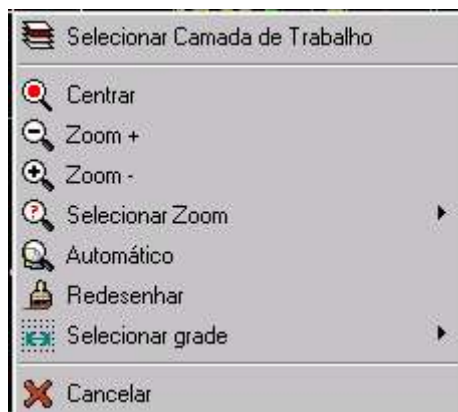 Selecionar Camada de Trabalho
Centrar
Zoom +
Zoom -
Selecionar Zoom
Automático
Redesenhar
Selecionar grade
Cancelar